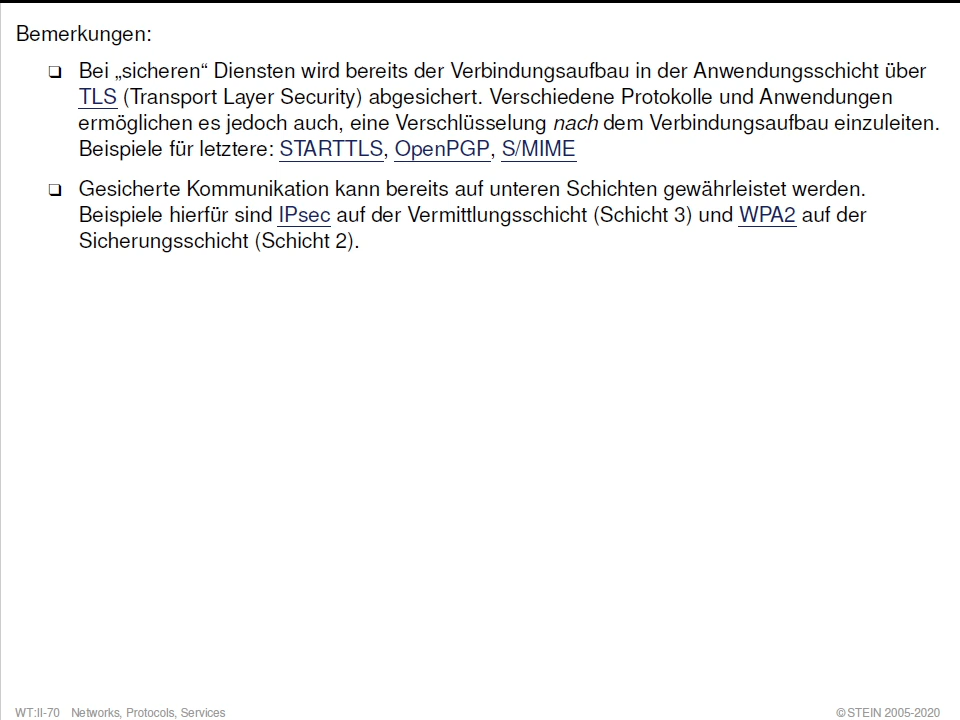 Bemerkungen:
❑ Bei „sicheren“ Diensten wird bereits der Verbindungsaufbau in der Anwendungsschicht über
TLS (Transport Layer Security) abgesichert. Verschiedene Protokolle und Anwendungen
ermöglichen es jedoch auch, eine Verschlüsselung nach dem Verbindungsaufbau einzuleiten.
Beispiele für letztere: STARTTLS, OpenPGP, S/MIME
❑ Gesicherte Kommunikation kann bereits auf unteren Schichten gewährleistet werden.
Beispiele hierfür sind IPsec auf der Vermittlungsschicht (Schicht 3) und WPA2 auf der
Sicherungsschicht (Schicht 2).
WT:II-70 Networks, Protocols, Services ©STEIN 2005-2020